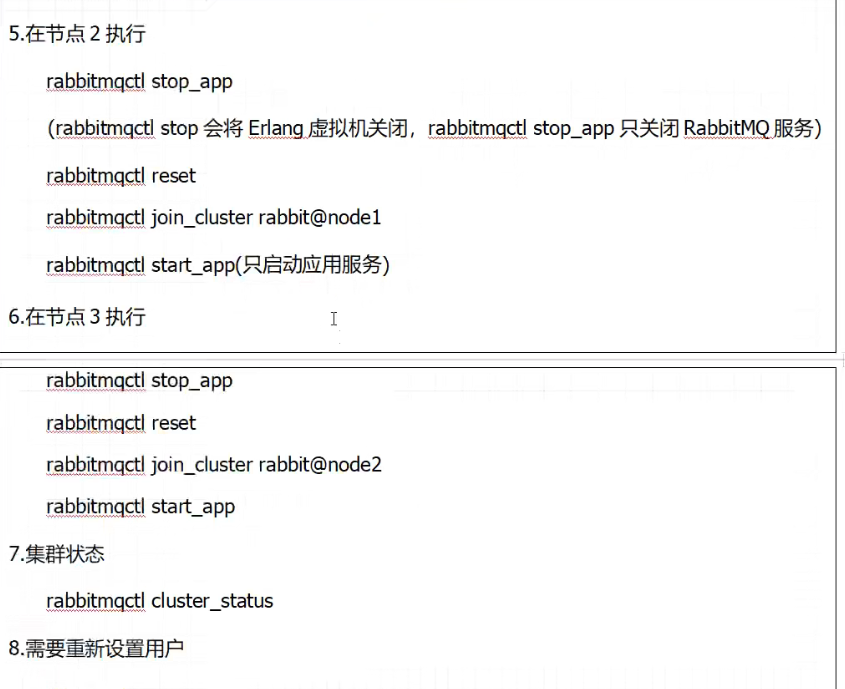 5.在节点 2 执行
rabbitmqctl stop_app
（rabbitmqctl stop 会将 Erlang 虚拟机关闭，rabbitmqctl stop_app 只关闭 RabbitMQ 服务）
rabbitmqctl reset
rabbitmqctl join_cluster rabbit@node1
rabbitmqctl start_app(只启动应用服务)
6.在节点 3 执行
rabbitmqctl stop_app
rabbitmqctl reset
rabbitmqctl join_cluster rabbit@node2
rabbitmqctl start_app
7.集群状态
rabbitmqctl cluster_status
8.需要重新设置用户